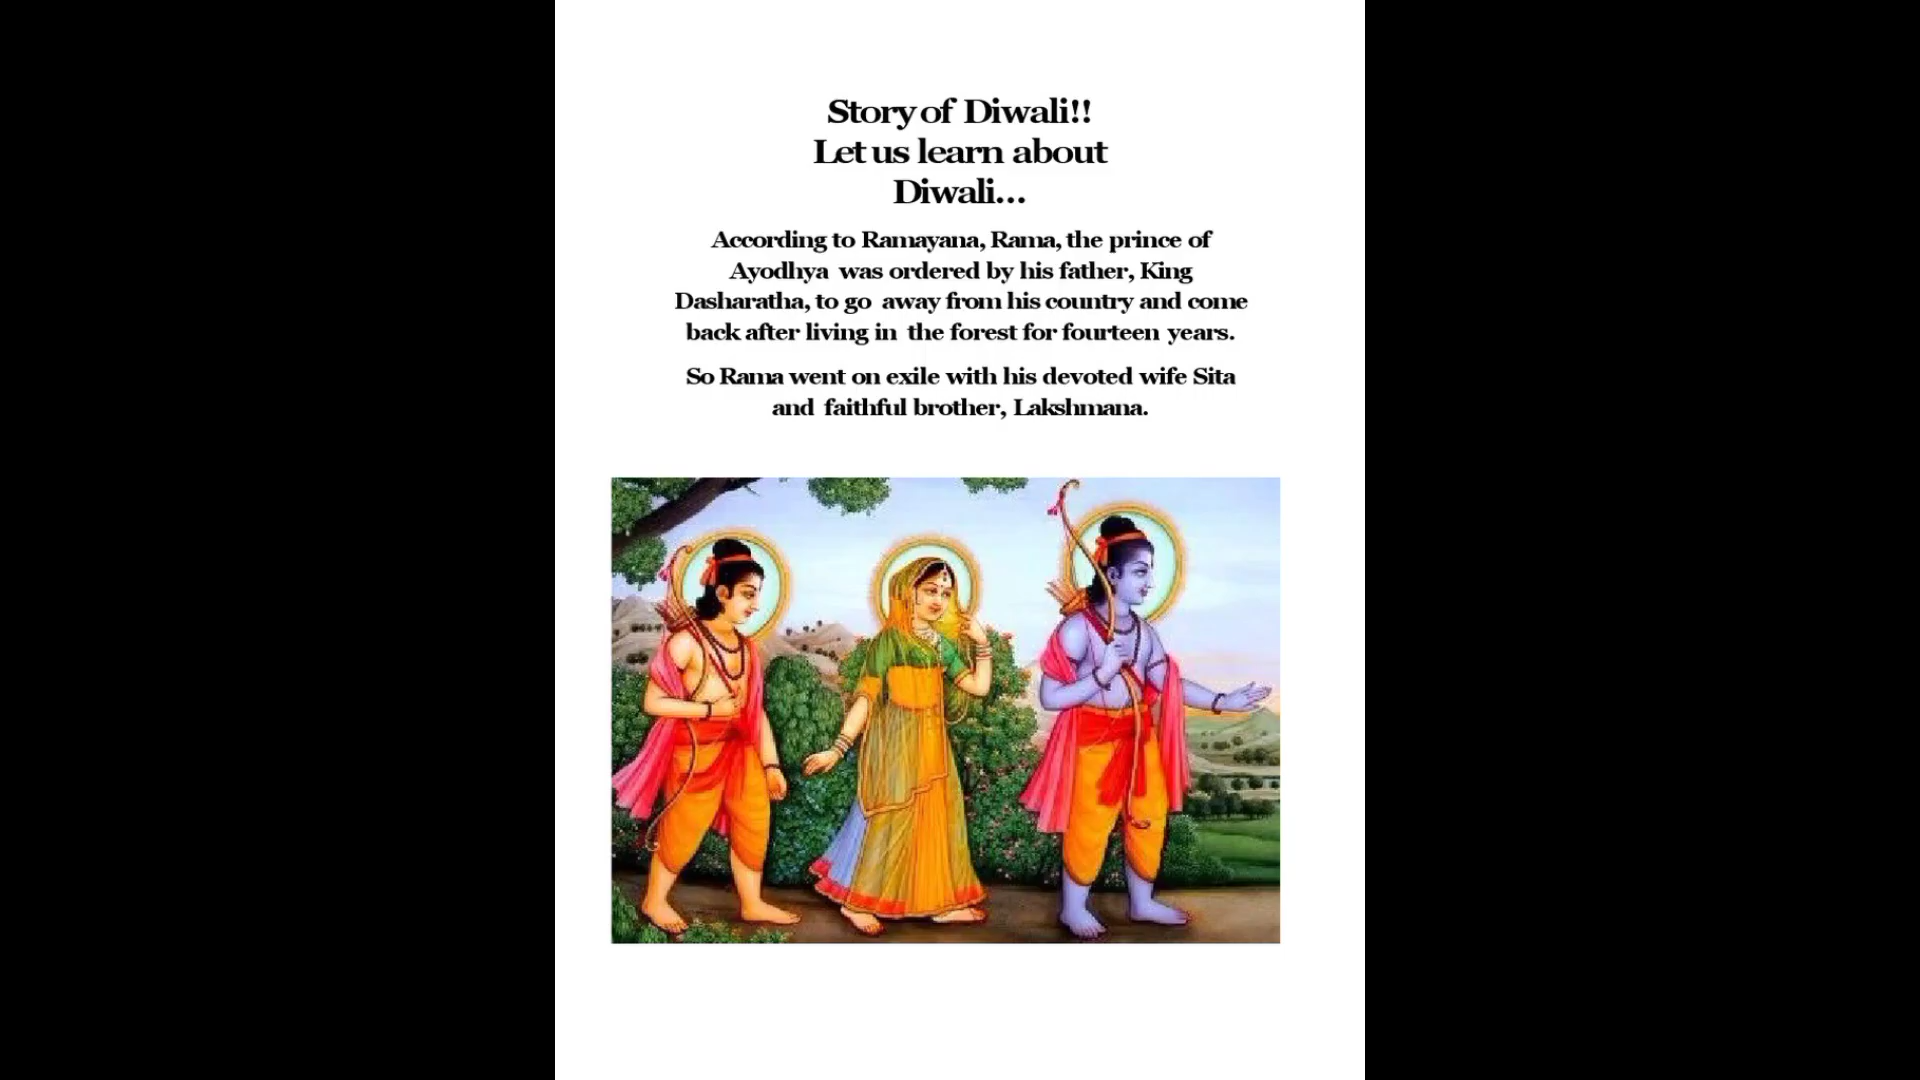 Story of Diwali!!
Let us learn about
Diwali...
According to Ramayana, Rama, the prince of
Ayodhya was ordered by his father, King
Dasharatha, to go away from his country and come
back after living in the forest for fourteen years.
So Rama went on exile with his devoted wife Sita
and faithful brother, Lakshmana.